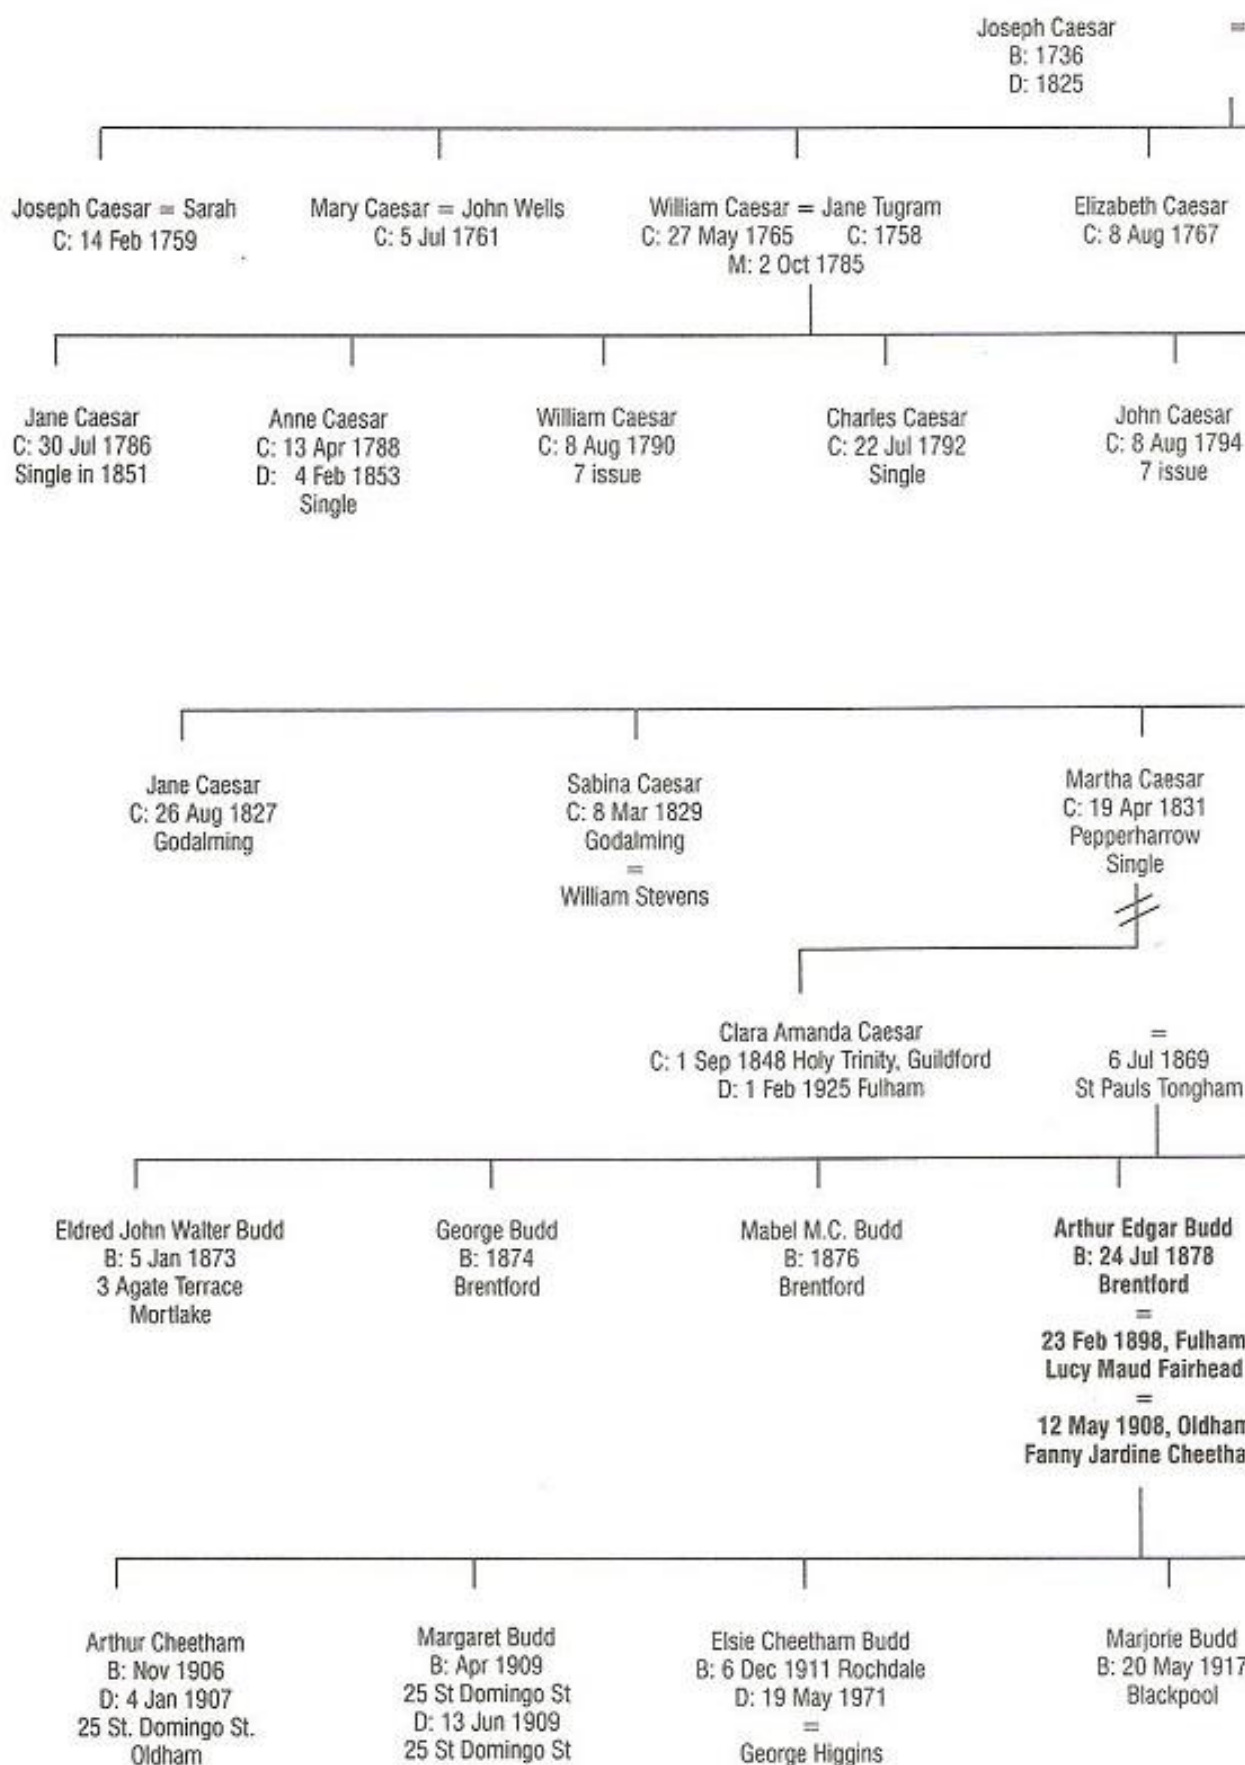 Joseph Caesar =
B: 1736
D: 1825
Joseph Caesar = Sarah
C: 14 Feb 1759
Mary Caesar = John Wells
C: 5 Jul 1761
William Caesar = Jane Tugram
C: 27 May 1765 C: 1758
M: 2 Oct 1785
Elizabeth Caesar
C: 8 Aug 1767
Jane Caesar
C: 30 Jul 1786
Single in 1851
Anne Caesar
C: 13 Apr 1788
D: 4 Feb 1853
Single
William Caesar
C: 8 Aug 1790
7 issue
Charles Caesar
C: 22 Jul 1792
Single
John Caesar
C: 8 Aug 1794
7 issue
Jane Caesar
C: 26 Aug 1827
Godalming
Sabina Caesar
C: 8 Mar 1829
Godalming
=
William Stevens
Martha Caesar
C: 19 Apr 1831
Pepperharrow
Single
Clara Amanda Caesar
C: 1 Sep 1848 Holy Trinity, Guildford
D: 1 Feb 1925 Fulham
=
6 Jul 1869
St Pauls Tongham
Eldred John Walter Budd
B: 5 Jan 1873
3 Agate Terrace
Mortlake
George Budd
B: 1874
Brentford
Mabel M.C. Budd
B: 1876
Brentford
Arthur Edgar Budd
B: 24 Jul 1878
Brentford
=
23 Feb 1898, Fulham
Lucy Maud Fairhead
=
12 May 1908, Oldham
Fanny Jardine Cheetha
Arthur Cheetham
B: Nov 1906
D: 4 Jan 1907
25 St. Domingo St.
Oldham
Margaret Budd
B: Apr 1909
25 St Domingo St
D: 13 Jun 1909
25 St Domingo St
Elsie Cheetham Budd
B: 6 Dec 1911 Rochdale
D: 19 May 1971
=
George Higgins
Marjorie Budd
B: 20 May 1917
Blackpool